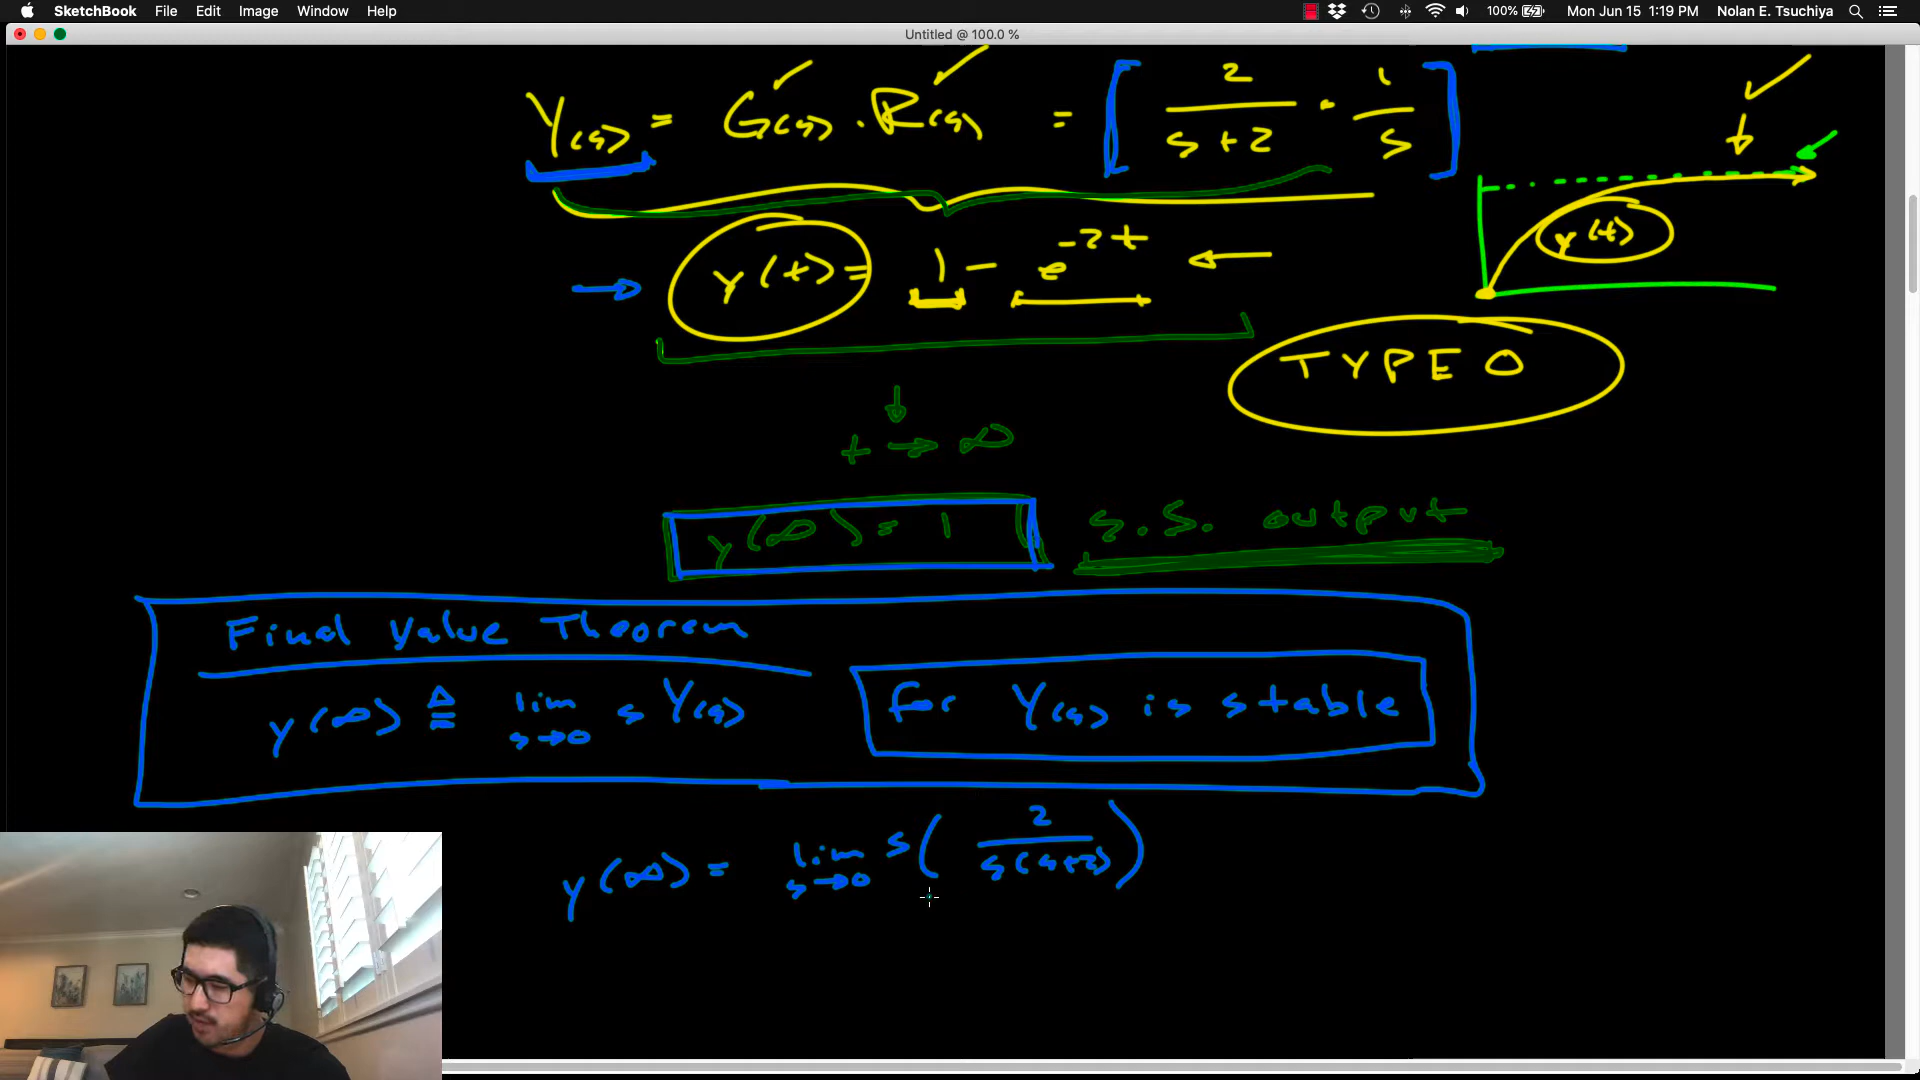 SketchBook File Edit Image Window Help 100% Mon Jun 15 1:19 PM Nolan E. Tsuchiya
Untitled @ 100.0 %
Y(s) = G(s) . R(s) = [ 2/(s+2) · 1/s ]
y(t) = 1 - e^-2t
y(t)
TYPE 0
t → ∞
y(∞) = 1 s.s. output
Final Value Theorem
y(∞) ≜ lim s→0 s Y(s) for Y(s) is stable
y(∞) = lim s→0 s ( 2/(s(s+2)) )